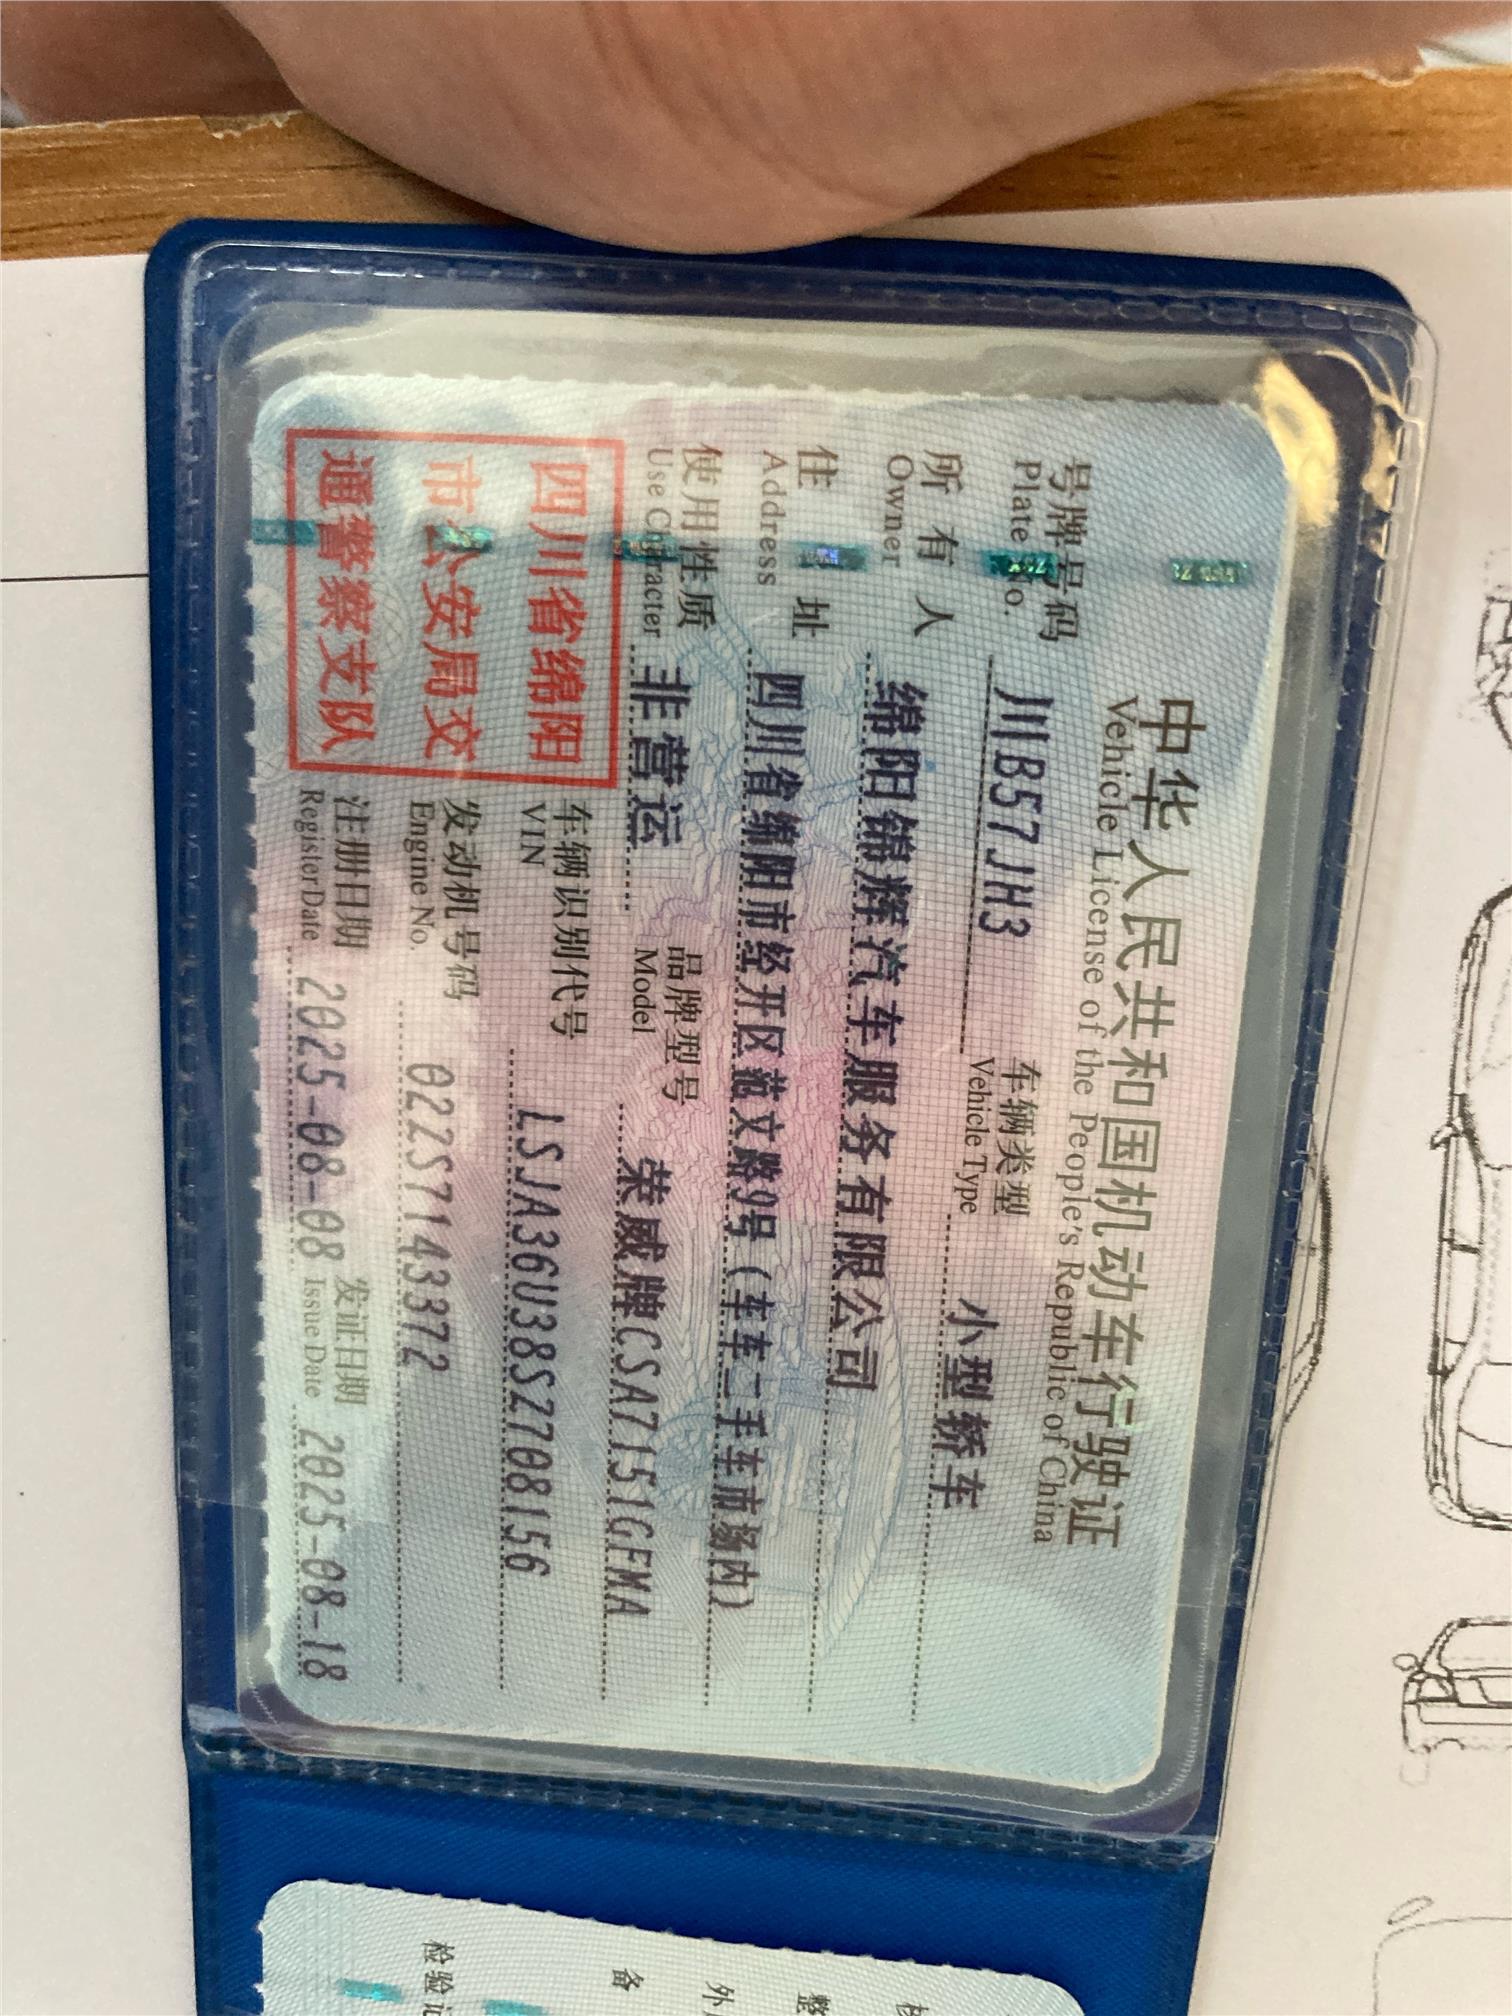 中华人民共和国机动车行驶证
Vehicle License of the People's Republic of China
号牌号码 川B57JH3 车辆类型 小型轿车
Plate No. Vehicle Type
所有人 绵阳锦辉汽车服务有限公司
Owner
住址 四川省绵阳市经开区范文路9号(车车二手车市场内)
Address
使用性质 非营运 品牌型号 荣威牌CSA7151GFMA
Use Character Model
四川省绵阳
市公安局交
通警察支队
车辆识别代号 LSJA36U38SZ708156
VIN
发动机号码 022S7143372
Engine No.
注册日期 2025-08-08 发证日期 2025-08-18
Register Date Issue Date
整
外
备
检验记